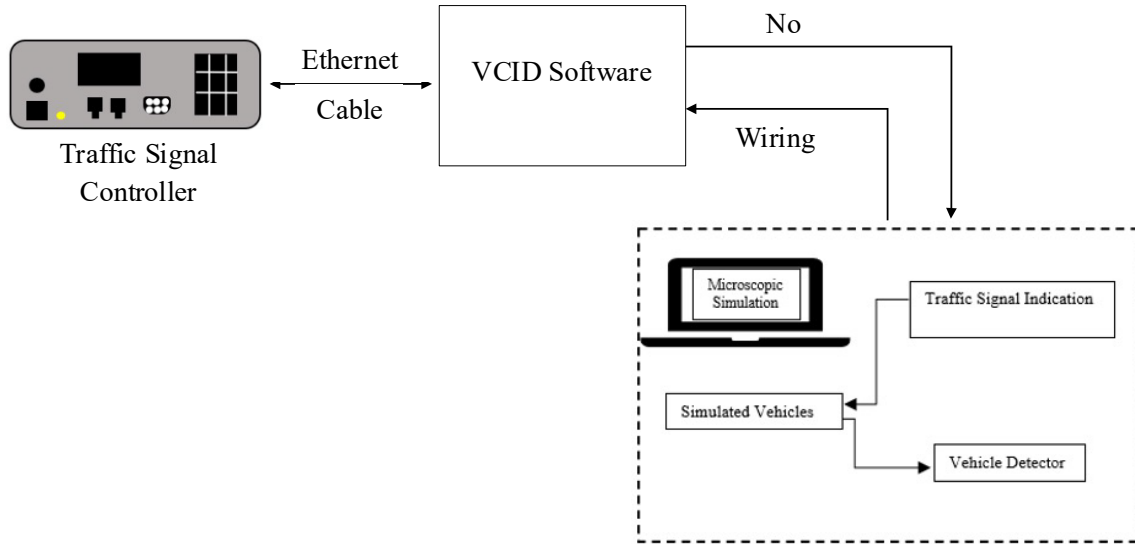 Ethernet
Cable
VCID Software
No
Wiring
Traffic Signal
Controller
Microscopic
Simulation
Traffic Signal Indication
Simulated Vehicles
Vehicle Detector